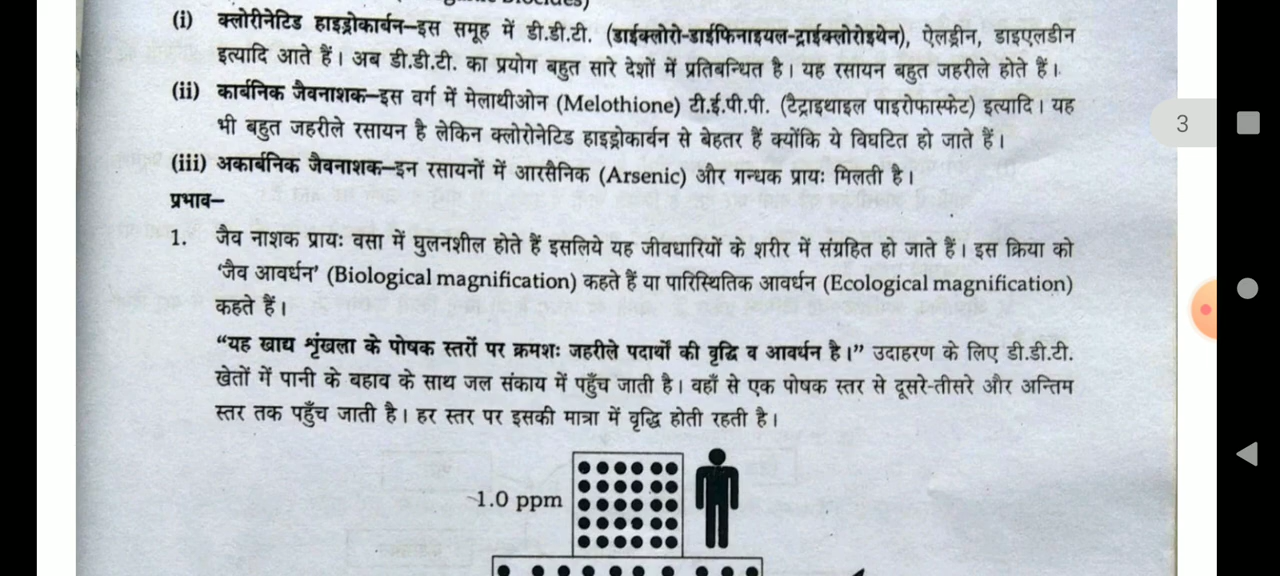 (i) क्लोरीनेटिड हाइड्रोकार्बन–इस समूह में डी.डी.टी. (डाईक्लोरो-डाईफिनाइयल-ट्राईक्लोरोइथेन), ऐलड्रीन, डाइएलडीन
इत्यादि आते हैं। अब डी.डी.टी. का प्रयोग बहुत सारे देशों में प्रतिबन्धित है। यह रसायन बहुत जहरीले होते हैं।
(ii) कार्बनिक जैवनाशक–इस वर्ग में मेलाथीओन (Melothione) टी.ई.पी.पी. (टैट्राइथाइल पाइरोफास्फेट) इत्यादि। यह
भी बहुत जहरीले रसायन है लेकिन क्लोरोनेटिड हाइड्रोकार्बन से बेहतर हैं क्योंकि ये विघटित हो जाते हैं।
(iii) अकार्बनिक जैवनाशक–इन रसायनों में आरसैनिक (Arsenic) और गन्धक प्रायः मिलती है।
प्रभाव–
1. जैव नाशक प्रायः वसा में घुलनशील होते हैं इसलिये यह जीवधारियों के शरीर में संग्रहित हो जाते हैं। इस क्रिया को
'जैव आवर्धन' (Biological magnification) कहते हैं या पारिस्थितिक आवर्धन (Ecological magnification)
कहते हैं।
“यह खाद्य शृंखला के पोषक स्तरों पर क्रमशः जहरीले पदार्थों की वृद्धि व आवर्धन है।” उदाहरण के लिए डी.डी.टी.
खेतों में पानी के बहाव के साथ जल संकाय में पहुँच जाती है। वहाँ से एक पोषक स्तर से दूसरे-तीसरे और अन्तिम
स्तर तक पहुँच जाती है। हर स्तर पर इसकी मात्रा में वृद्धि होती रहती है।
1.0 ppm
3